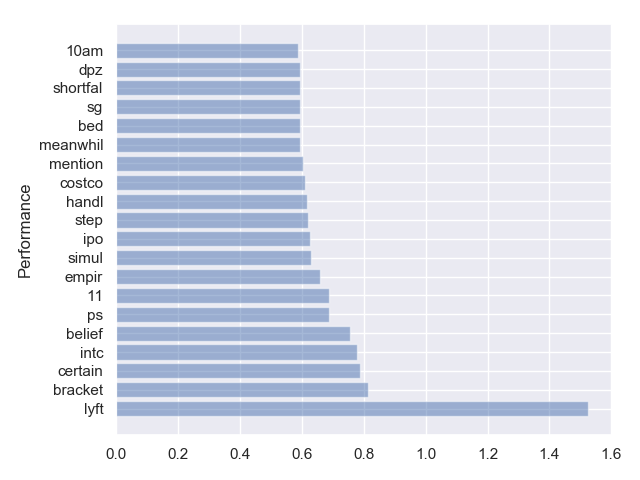 10am
dpz
shortfal
sg
bed
meanwhil
mention
costco
handl
step
ipo
simul
empir
11
ps
belief
intc
certain
bracket
lyft
Performance
0.0 0.2 0.4 0.6 0.8 1.0 1.2 1.4 1.6